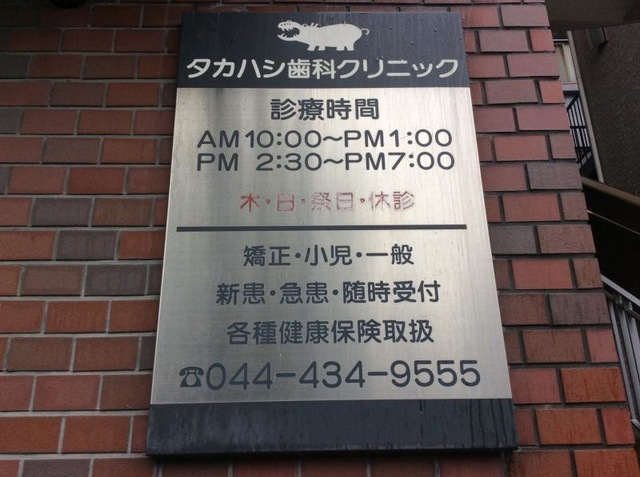 タカハシ歯科クリニック
診療時間
AM10:00〜PM1:00
PM 2:30〜PM7:00
木・日・祭日・休診
矯正・小児・一般
新患・急患・随時受付
各種健康保険取扱
☎044-434-9555